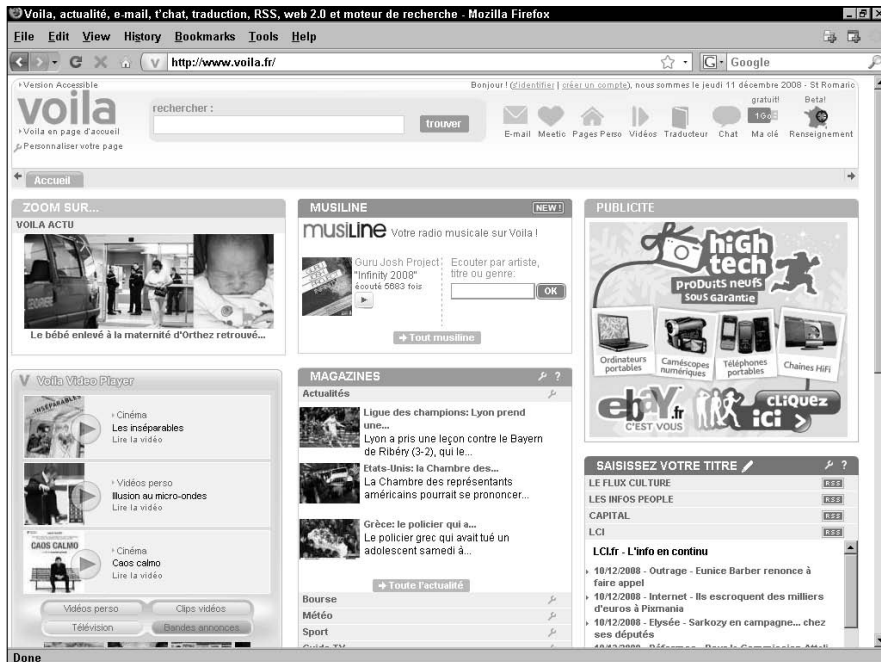 Voila, actualité, e-mail, t'chat, traduction, RSS, web 2.0 et moteur de recherche - Mozilla Firefox
File Edit View History Bookmarks Tools Help
http://www.voila.fr/
Google
Version Accessible
Bonjour ! (s'identifier | créer un compte), nous sommes le jeudi 11 décembre 2008 - St Romaric
voila
Voila en page d'accueil
Personnaliser votre page
rechercher :
trouver
gratuit! Beta!
1Go
E-mail Meetic Pages Perso Vidéos Traducteur Chat Ma clé Renseignement
Accueil
ZOOM SUR...
VOILA ACTU
Le bébé enlevé à la maternité d'Orthez retrouvé...
V Voila Video Player
INSÉPARABLES
Cinéma
Les inséparables
Lire la vidéo
Vidéos perso
Illusion au micro-ondes
Lire la vidéo
CAOS CALMO
Cinéma
Caos calmo
Lire la vidéo
Vidéos perso Clips vidéos
Télévision Bandes annonces
MUSILINE NEW!
musiLine Votre radio musicale sur Voila !
Guru Josh Project
"Infinity 2008"
écouté 5683 fois
Ecouter par artiste,
titre ou genre:
OK
Tout musiline
MAGAZINES ?
Actualités
Ligue des champions: Lyon prend
une...
Lyon a pris une leçon contre le Bayern
de Ribéry (3-2), qui le...
Etats-Unis: la Chambre des...
La Chambre des représentants
américains pourrait se prononcer...
Grèce: le policier qui a...
Le policier grec qui avait tué un
adolescent samedi à...
Toute l'actualité
Bourse
Météo
Sport
Guide TV
PUBLICITE
high
tech
produits neufs
sous garantie
Ordinateurs
portables
Caméscopes
numériques
Téléphones
portables
Chaines HiFi
ebay.fr
C'EST VOUS
cliquez
ici >
SAISISSEZ VOTRE TITRE ?
LE FLUX CULTURE RSS
LES INFOS PEOPLE RSS
CAPITAL RSS
LCI RSS
LCI.fr - L'info en continu
10/12/2008 - Outrage - Eunice Barber renonce à
faire appel
10/12/2008 - Internet - Ils escroquent des milliers
d'euros à Pixmania
10/12/2008 - Elysée - Sarkozy en campagne... chez
ses députés
Done